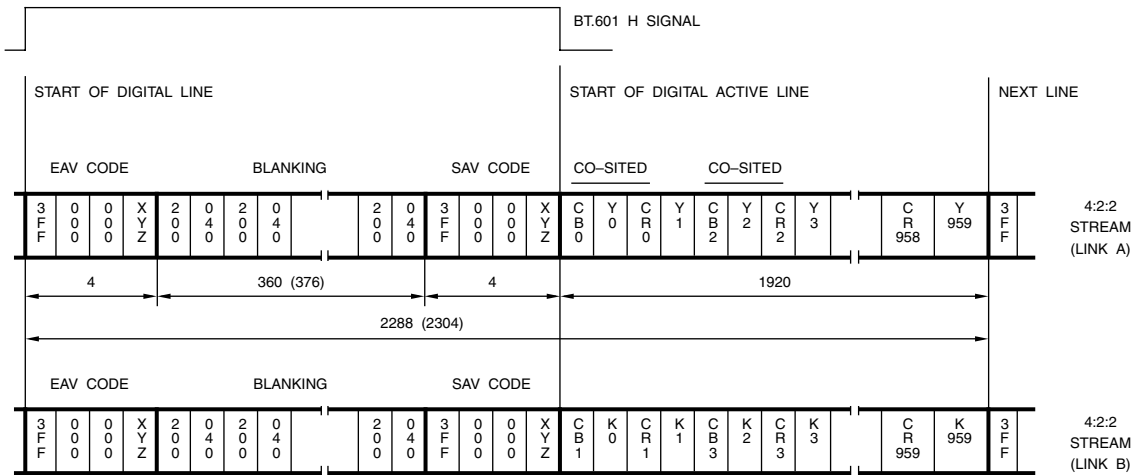 BT.601 H SIGNAL
START OF DIGITAL LINE
START OF DIGITAL ACTIVE LINE
NEXT LINE
EAV CODE
BLANKING
SAV CODE
CO–SITED
CO–SITED
3FF 000 000 XYZ 200 040 200 040 200 040 3FF 000 000 XYZ CB0 Y0 CR0 Y1 CB2 Y2 CR2 Y3 CR958 Y959 3FF
4:2:2
STREAM
(LINK A)
4
360 (376)
4
1920
2288 (2304)
EAV CODE
BLANKING
SAV CODE
3FF 000 000 XYZ 200 040 200 040 200 040 3FF 000 000 XYZ CB1 K0 CR1 K1 CB3 K2 CR3 K3 CR959 K959 3FF
4:2:2
STREAM
(LINK B)